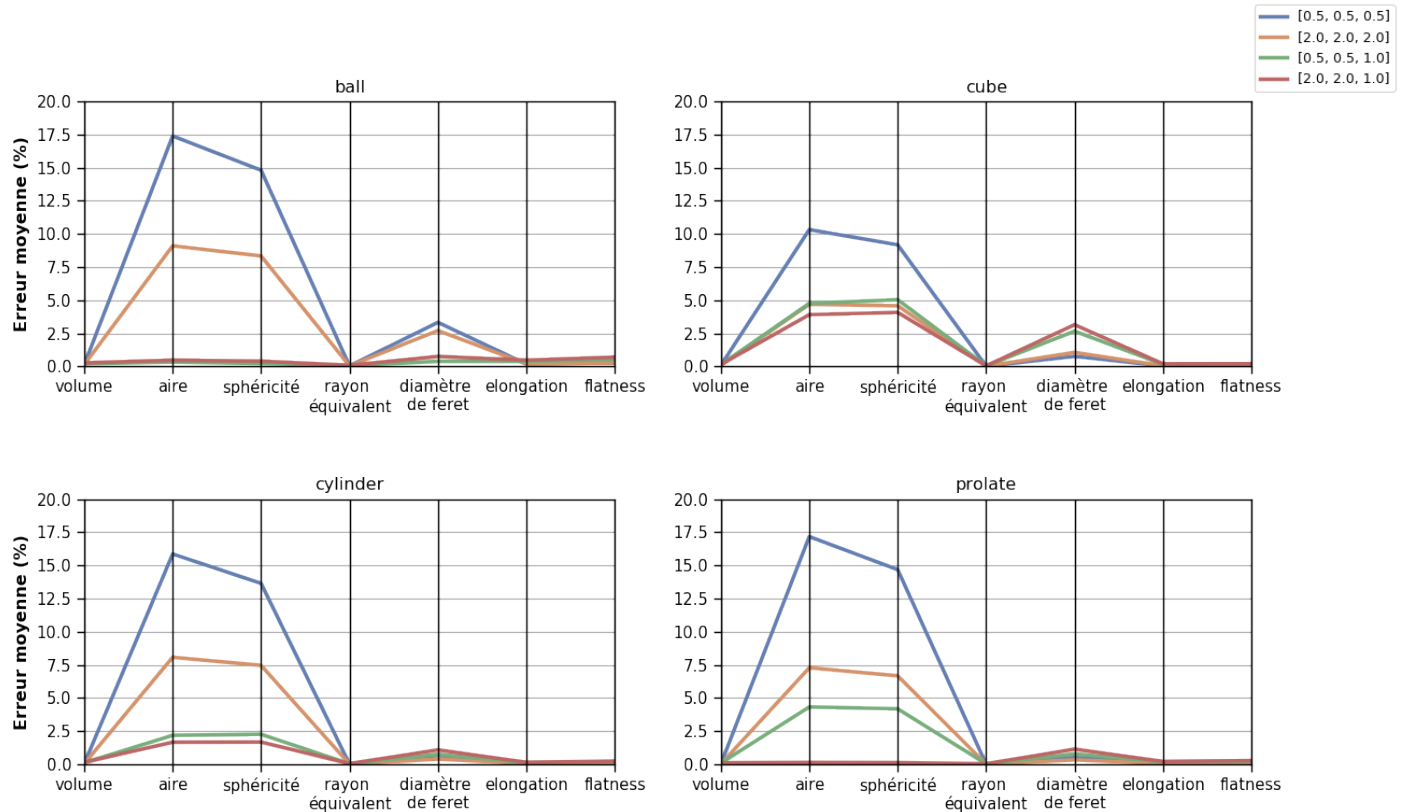 [0.5, 0.5, 0.5]
[2.0, 2.0, 2.0]
[0.5, 0.5, 1.0]
[2.0, 2.0, 1.0]
ball
Erreur moyenne (%)
20.0
17.5
15.0
12.5
10.0
7.5
5.0
2.5
0.0
volume
aire
sphéricité
rayon
équivalent
diamètre
de feret
elongation
flatness
cube
20.0
17.5
15.0
12.5
10.0
7.5
5.0
2.5
0.0
volume
aire
sphéricité
rayon
équivalent
diamètre
de feret
elongation
flatness
cylinder
Erreur moyenne (%)
20.0
17.5
15.0
12.5
10.0
7.5
5.0
2.5
0.0
volume
aire
sphéricité
rayon
équivalent
diamètre
de feret
elongation
flatness
prolate
20.0
17.5
15.0
12.5
10.0
7.5
5.0
2.5
0.0
volume
aire
sphéricité
rayon
équivalent
diamètre
de feret
elongation
flatness